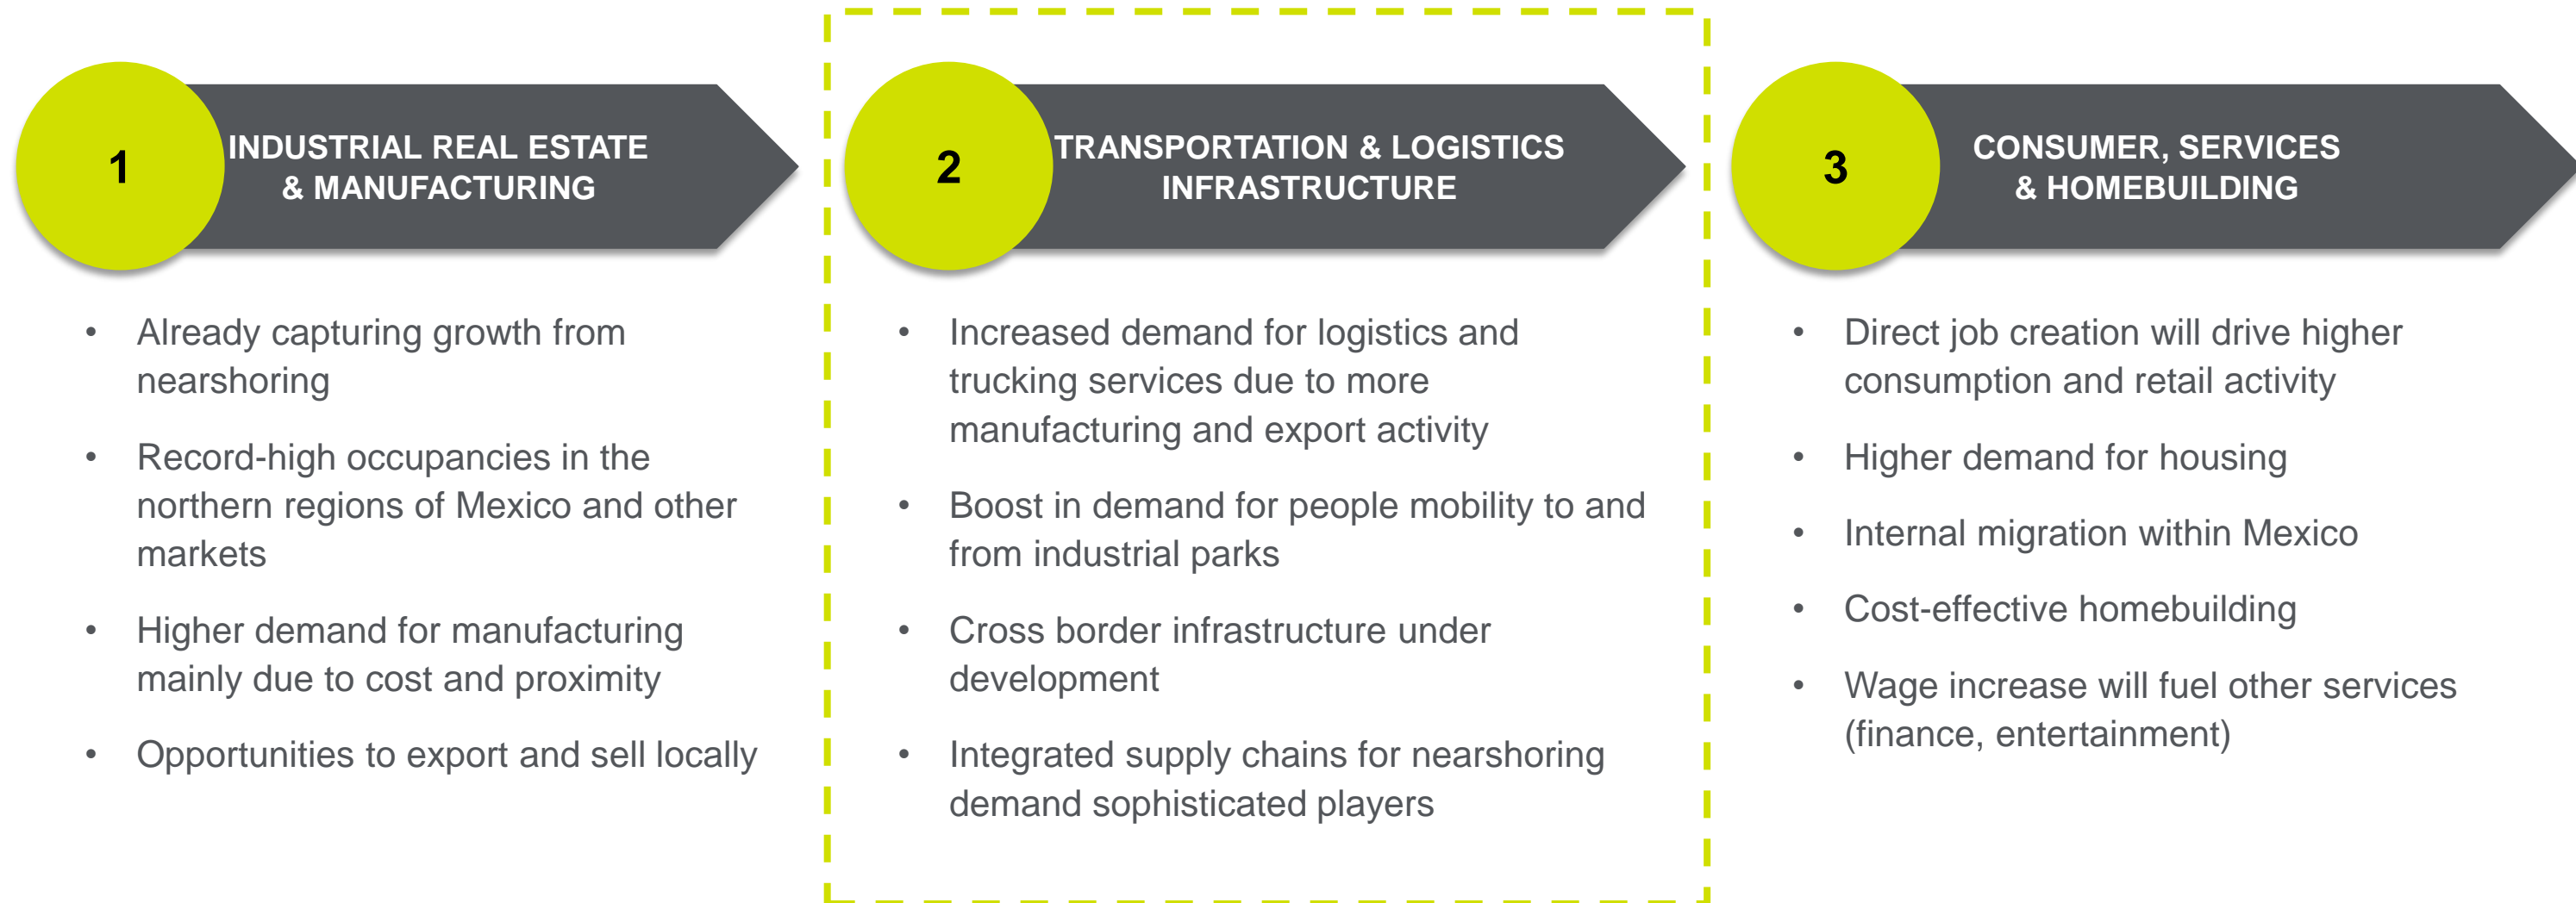 1
INDUSTRIAL REAL ESTATE
& MANUFACTURING
• Already capturing growth from
nearshoring
• Record-high occupancies in the
northern regions of Mexico and other
markets
• Higher demand for manufacturing
mainly due to cost and proximity
• Opportunities to export and sell locally
2
TRANSPORTATION & LOGISTICS
INFRASTRUCTURE
• Increased demand for logistics and
trucking services due to more
manufacturing and export activity
• Boost in demand for people mobility to and
from industrial parks
• Cross border infrastructure under
development
• Integrated supply chains for nearshoring
demand sophisticated players
3
CONSUMER, SERVICES
& HOMEBUILDING
• Direct job creation will drive higher
consumption and retail activity
• Higher demand for housing
• Internal migration within Mexico
• Cost-effective homebuilding
• Wage increase will fuel other services
(finance, entertainment)